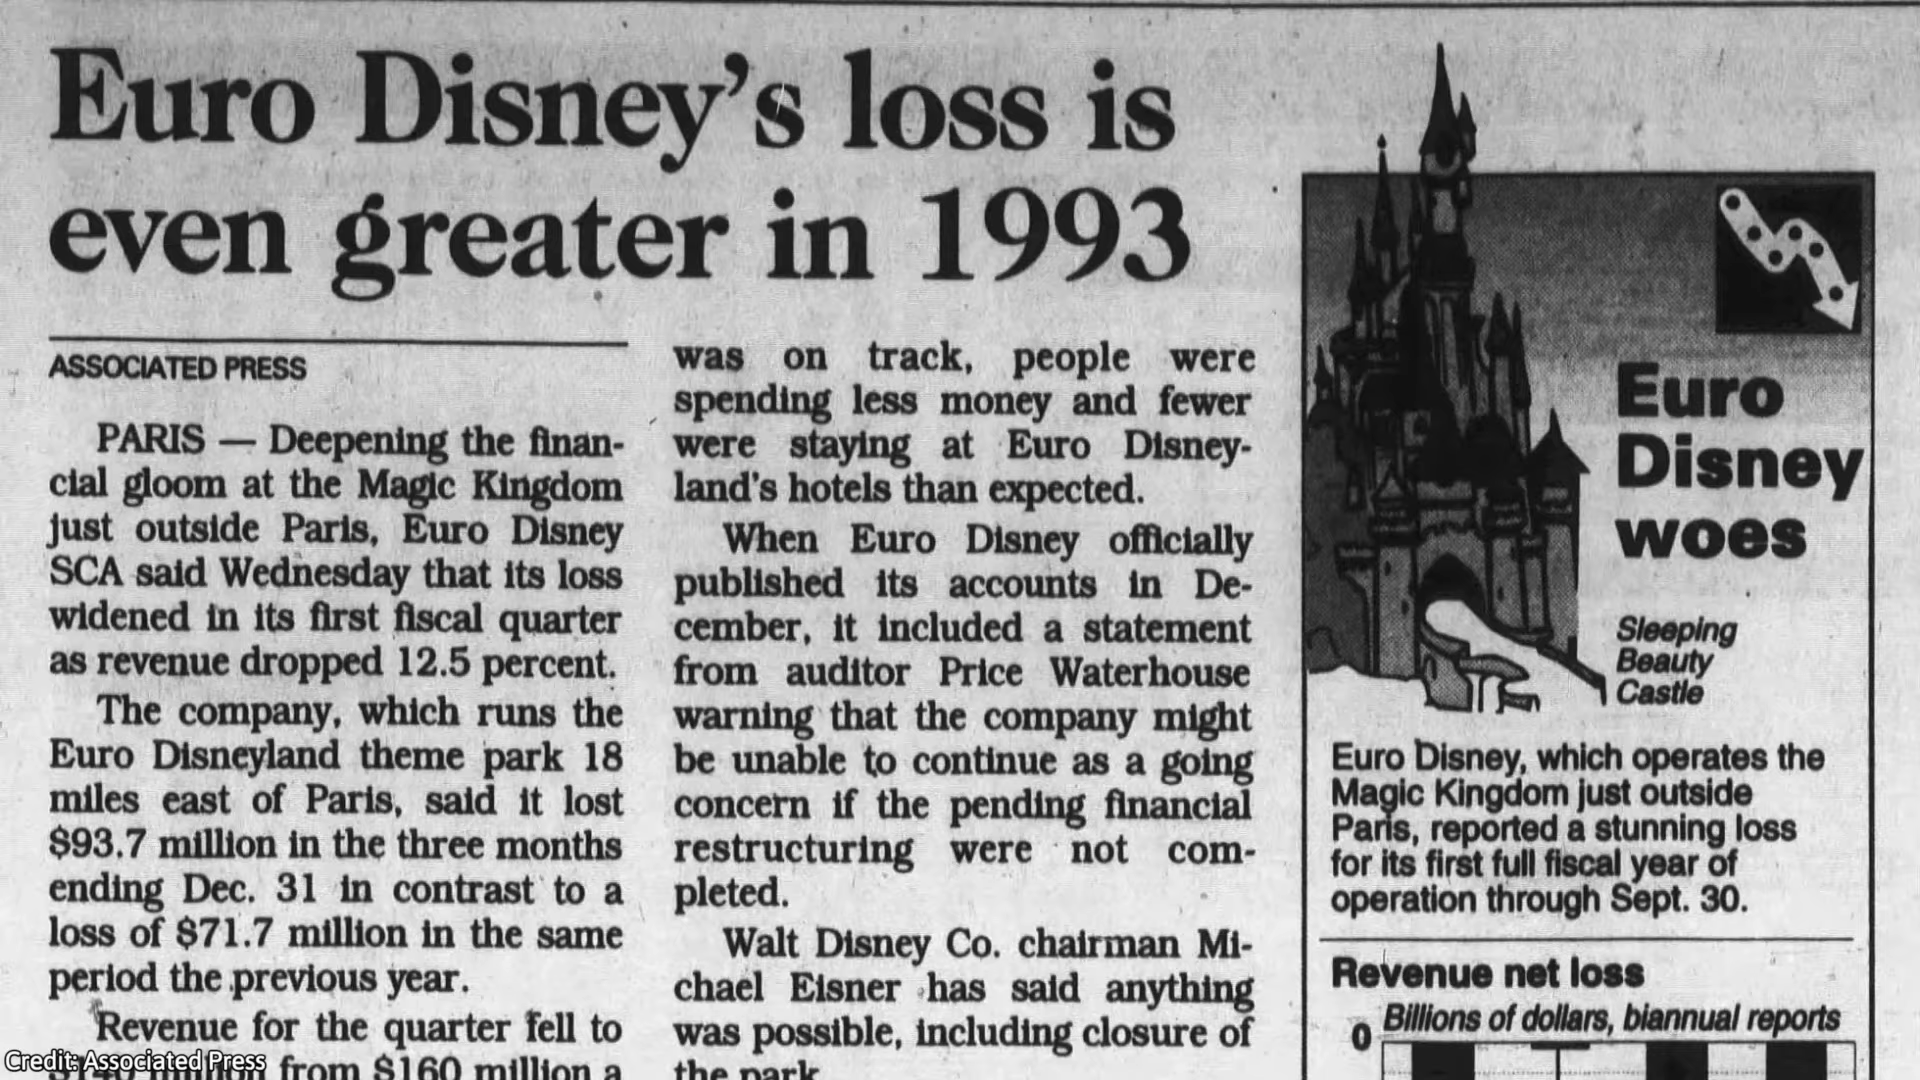 Euro Disney's loss is
even greater in 1993
ASSOCIATED PRESS
PARIS — Deepening the finan-
cial gloom at the Magic Kingdom
just outside Paris, Euro Disney
SCA said Wednesday that its loss
widened in its first fiscal quarter
as revenue dropped 12.5 percent.
The company, which runs the
Euro Disneyland theme park 18
miles east of Paris, said it lost
$93.7 million in the three months
ending Dec. 31 in contrast to a
loss of $71.7 million in the same
period the previous year.
Revenue for the quarter fell to
$140 million from $160 million a
was on track, people were
spending less money and fewer
were staying at Euro Disney-
land's hotels than expected.
When Euro Disney officially
published its accounts in De-
cember, it included a statement
from auditor Price Waterhouse
warning that the company might
be unable to continue as a going
concern if the pending financial
restructuring were not com-
pleted.
Walt Disney Co. chairman Mi-
chael Eisner has said anything
was possible, including closure of
the park
Euro
Disney
woes
Sleeping
Beauty
Castle
Euro Disney, which operates the
Magic Kingdom just outside
Paris, reported a stunning loss
for its first full fiscal year of
operation through Sept. 30.
Revenue net loss
Billions of dollars, biannual reports
0
Credit: Associated Press